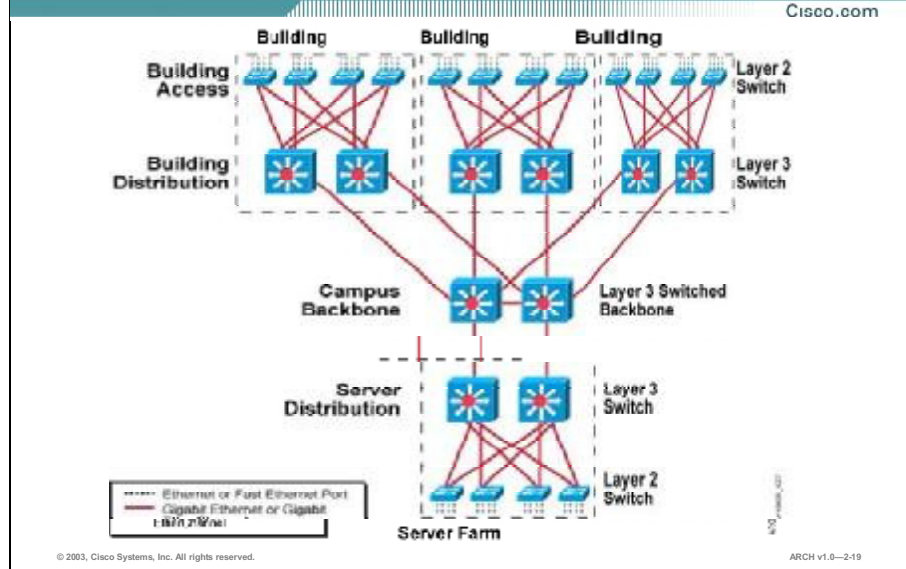 Cisco.com
Building Building Building
Building
Access
Layer 2
Switch
Building
Distribution
Layer 3
Switch
Campus
Backbone
Layer 3 Switched
Backbone
Server
Distribution
Layer 3
Switch
Layer 2
Switch
Ethernet or Fast Ethernet Port
Gigabit Ethernet or Gigabit
Server Farm
© 2003, Cisco Systems, Inc. All rights reserved.
ARCH v1.0—2-19